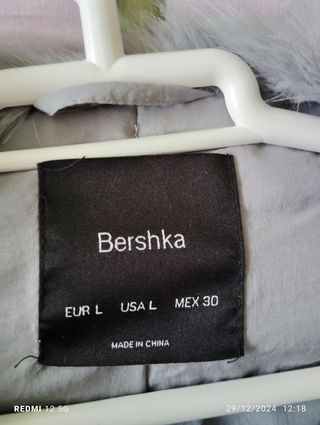 Bershka
EUR L USA L MEX 30
MADE IN CHINA
REDMI 12 5G 29/12/2024 12:18